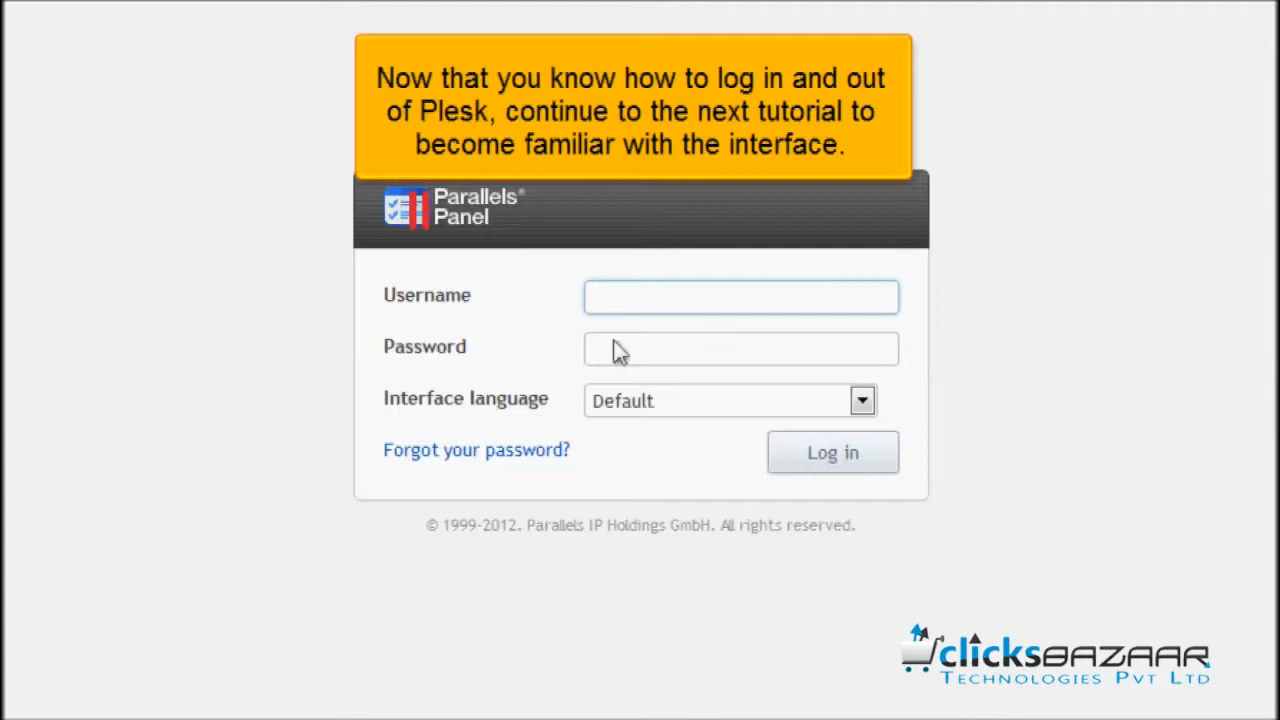 Now that you know how to log in and out
of Plesk, continue to the next tutorial to
become familiar with the interface.
Parallels®
Panel
Username
Password
Interface language
Default
Forgot your password?
Log in
© 1999-2012. Parallels IP Holdings GmbH. All rights reserved.
clicksBAZAAR
TECHNOLOGIES PVT LTD